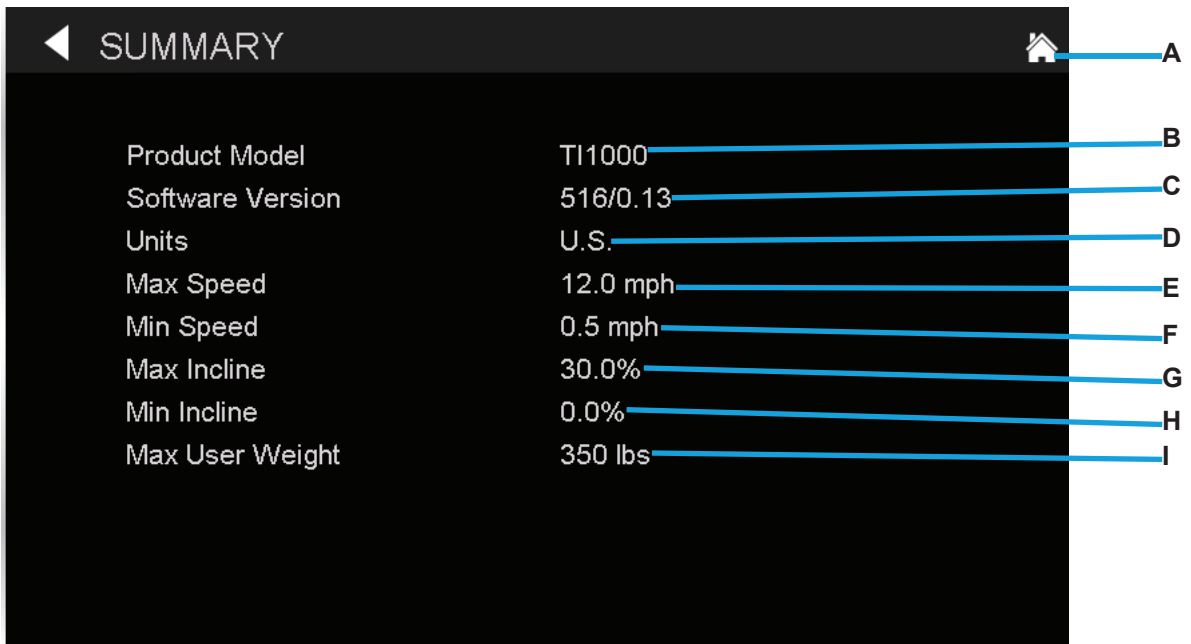 SUMMARY
A
Product Model TI1000 B
Software Version 516/0.13 C
Units U.S. D
Max Speed 12.0 mph E
Min Speed 0.5 mph F
Max Incline 30.0% G
Min Incline 0.0% H
Max User Weight 350 lbs I